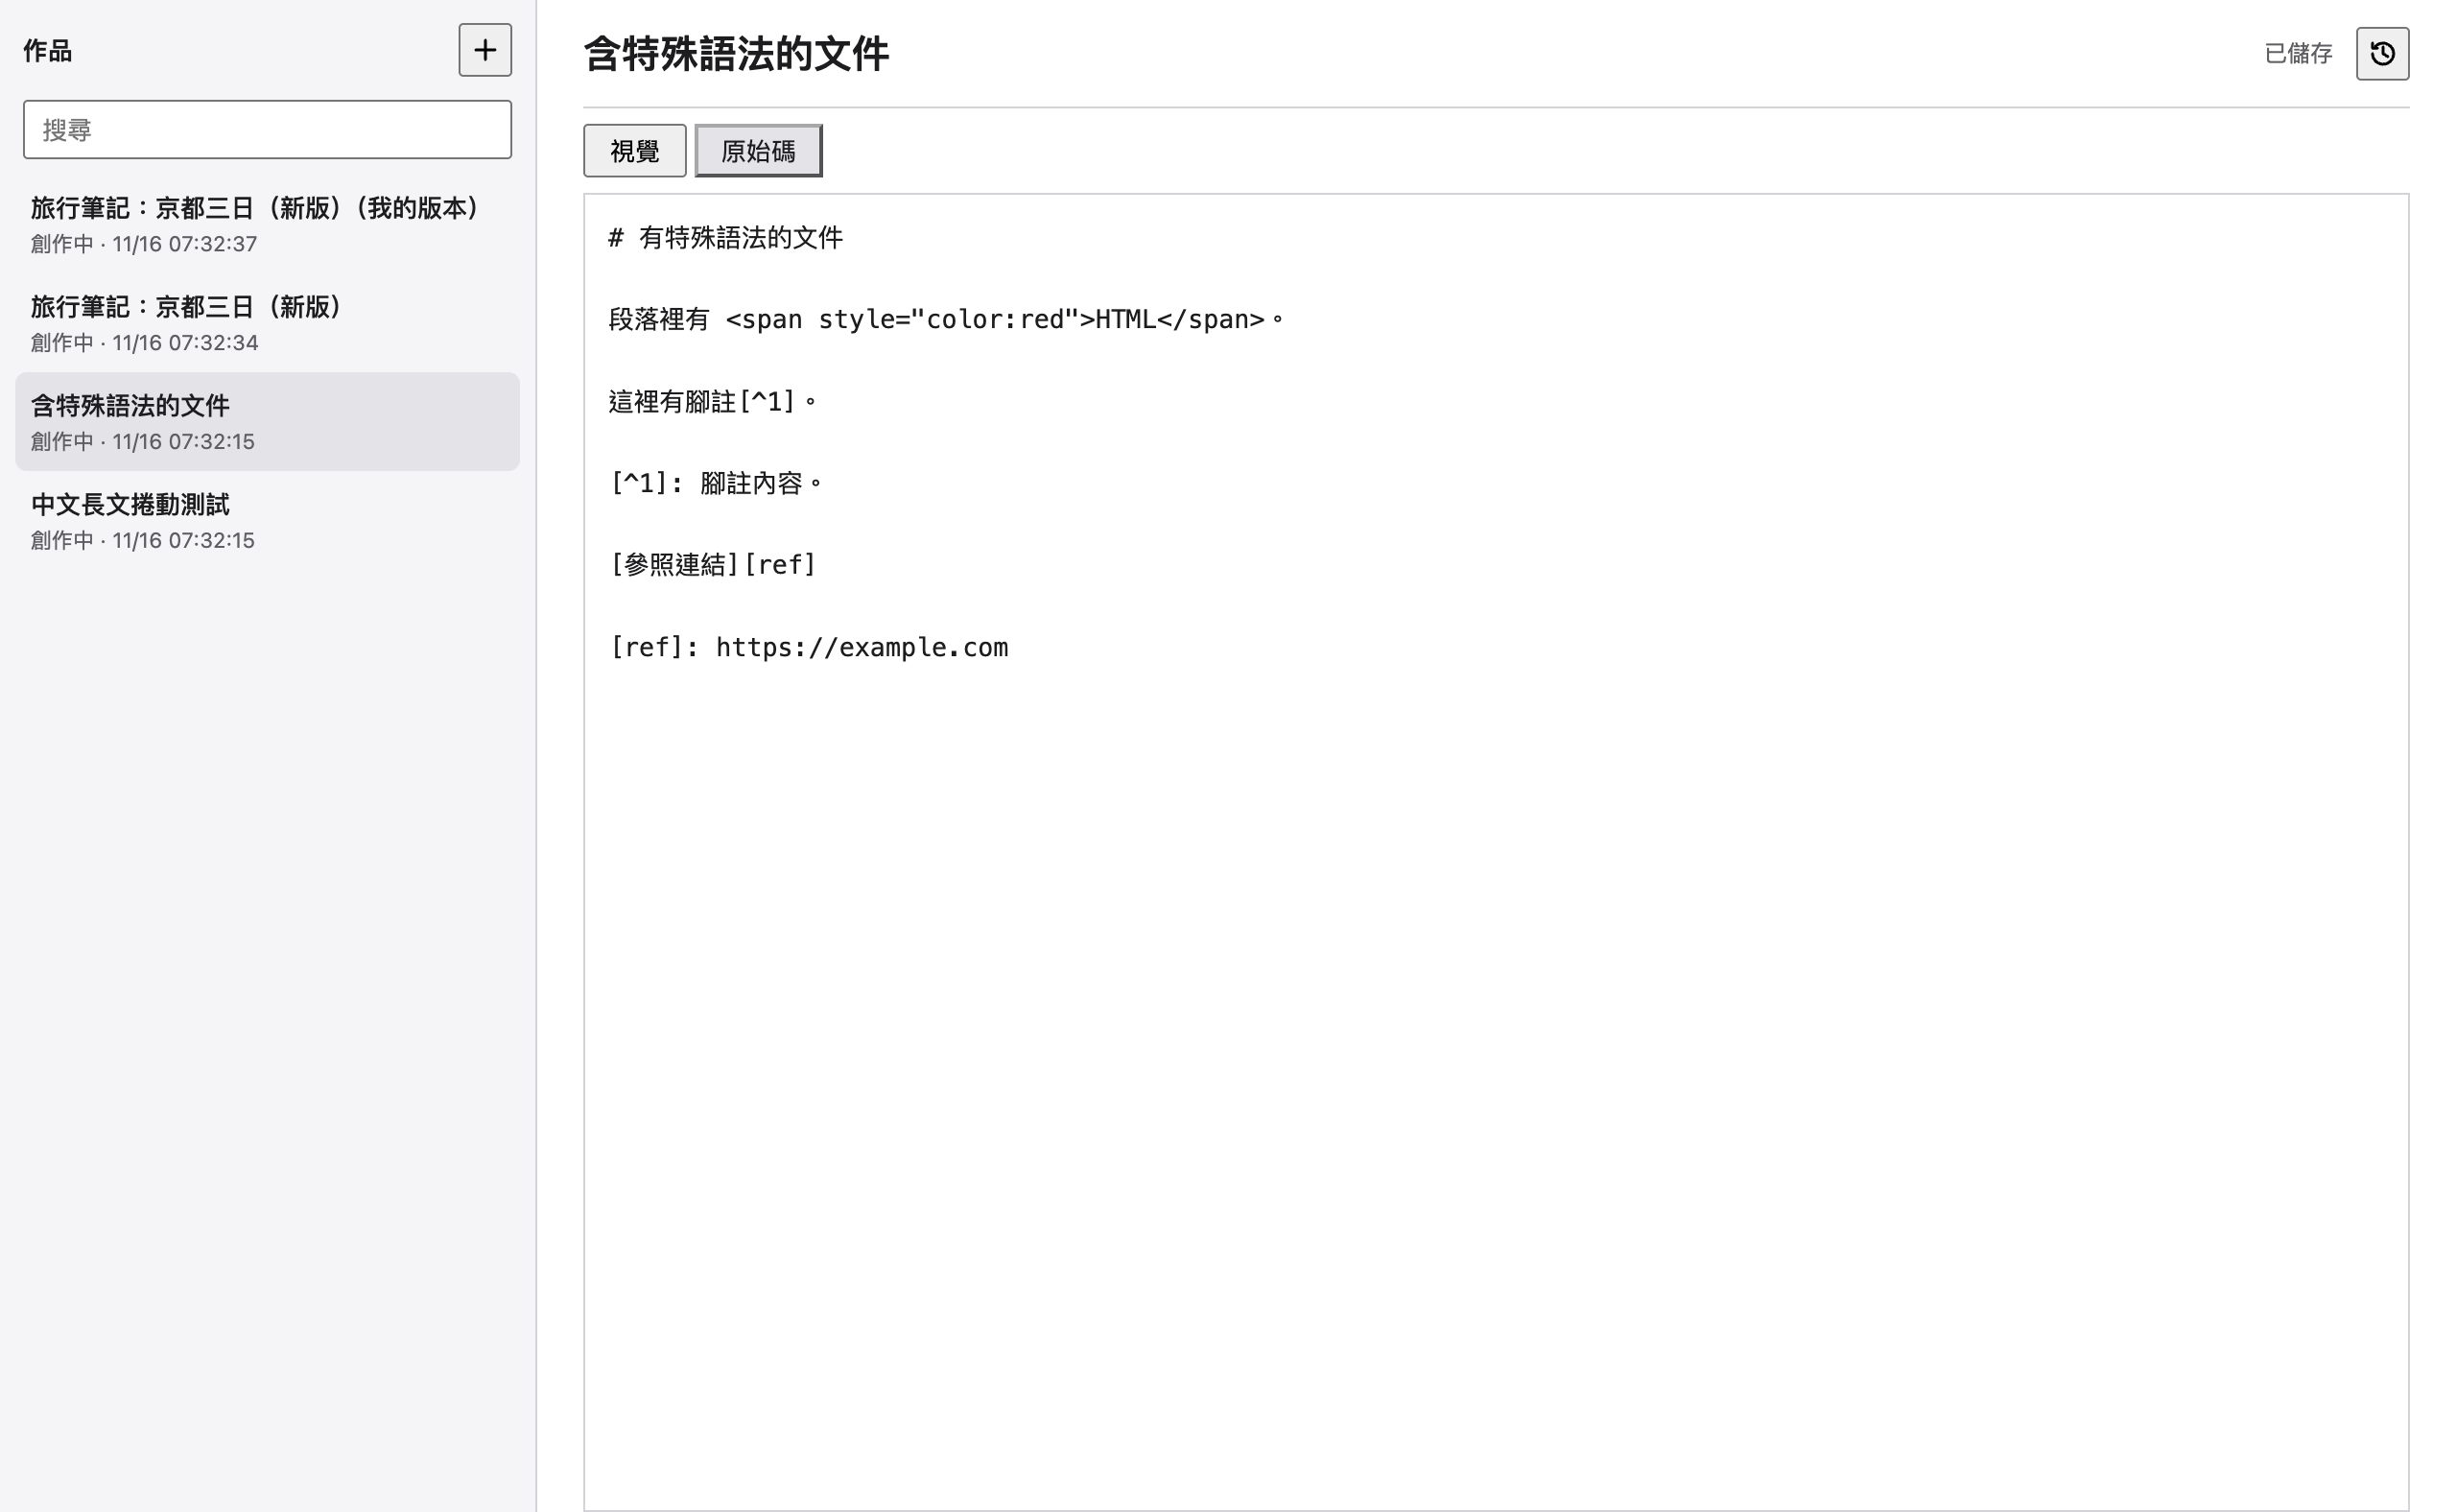 作品
搜尋
旅行筆記：京都三日（新版）（我的版本）
創作中 · 11/16 07:32:37
旅行筆記：京都三日（新版）
創作中 · 11/16 07:32:34
含特殊語法的文件
創作中 · 11/16 07:32:15
中文長文捲動測試
創作中 · 11/16 07:32:15
含特殊語法的文件
已儲存
視覺 原始碼
# 有特殊語法的文件
段落裡有 <span style="color:red">HTML</span>。
這裡有腳註[^1]。
[^1]: 腳註內容。
[參照連結][ref]
[ref]: https://example.com